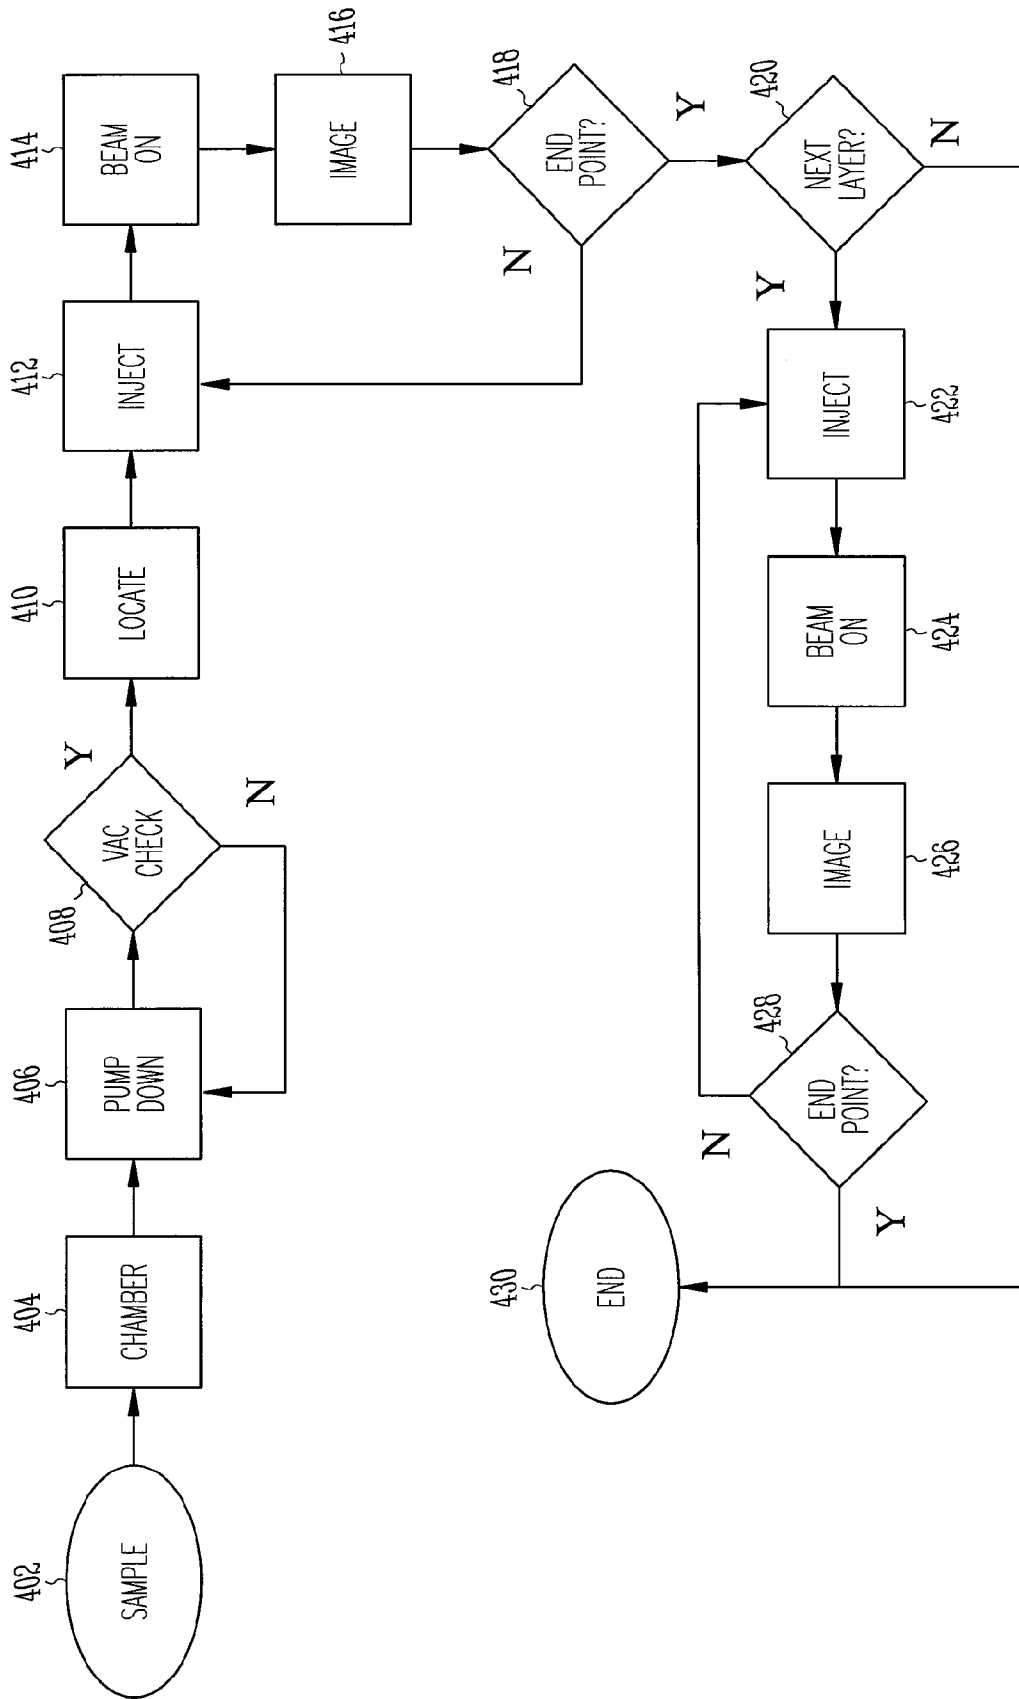 402
SAMPLE
404
CHAMBER
406
PUMP
DOWN
408
VAC
CHECK
Y
N
410
LOCATE
412
INJECT
414
BEAM
ON
416
IMAGE
418
END
POINT?
N
Y
420
NEXT
LAYER?
Y
N
INJECT
422
BEAM
ON
424
IMAGE
426
428
END
POINT?
N
Y
430
END